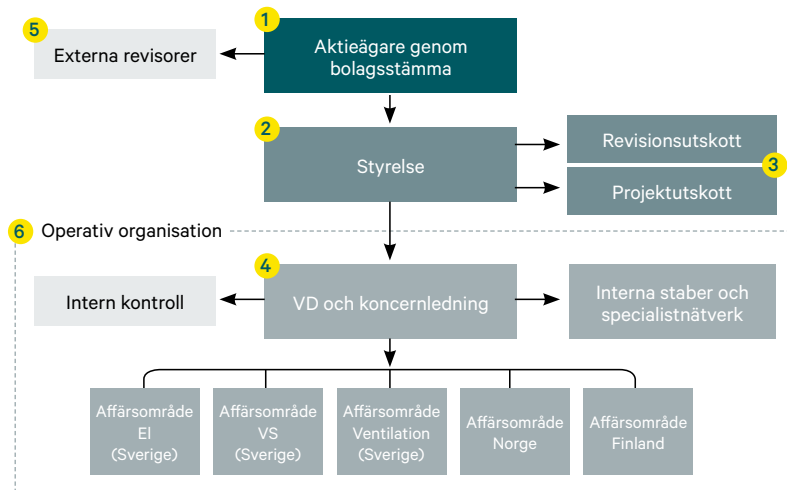 1
5
Externa revisorer
Aktieägare genom
bolagsstämma
2
Styrelse
Revisionsutskott
3
Projektutskott
6 Operativ organisation
4
Intern kontroll
VD och koncernledning
Interna staber och
specialistnätverk
Affärsområde
El
(Sverige)
Affärsområde
VS
(Sverige)
Affärsområde
Ventilation
(Sverige)
Affärsområde
Norge
Affärsområde
Finland